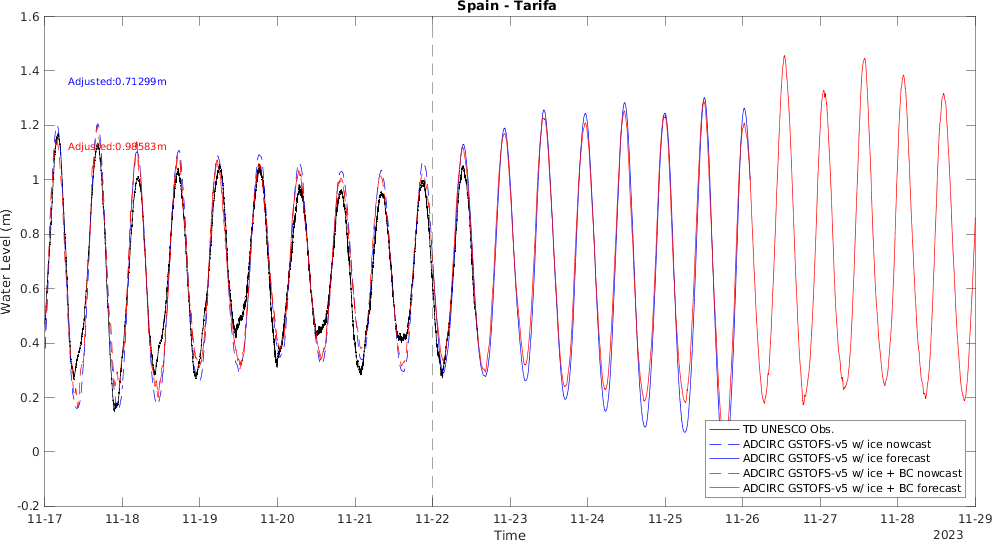 Spain - Tarifa
1.6
1.4
1.2
1
0.8
0.6
0.4
0.2
0
-0.2
Water Level (m)
Adjusted:0.71299m
Adjusted:0.98583m
TD UNESCO Obs.
ADCIRC GSTOFS-v5 w/ ice nowcast
ADCIRC GSTOFS-v5 w/ ice forecast
ADCIRC GSTOFS-v5 w/ ice + BC nowcast
ADCIRC GSTOFS-v5 w/ ice + BC forecast
11-17 11-18 11-19 11-20 11-21 11-22 11-23 11-24 11-25 11-26 11-27 11-28 11-29
Time
2023